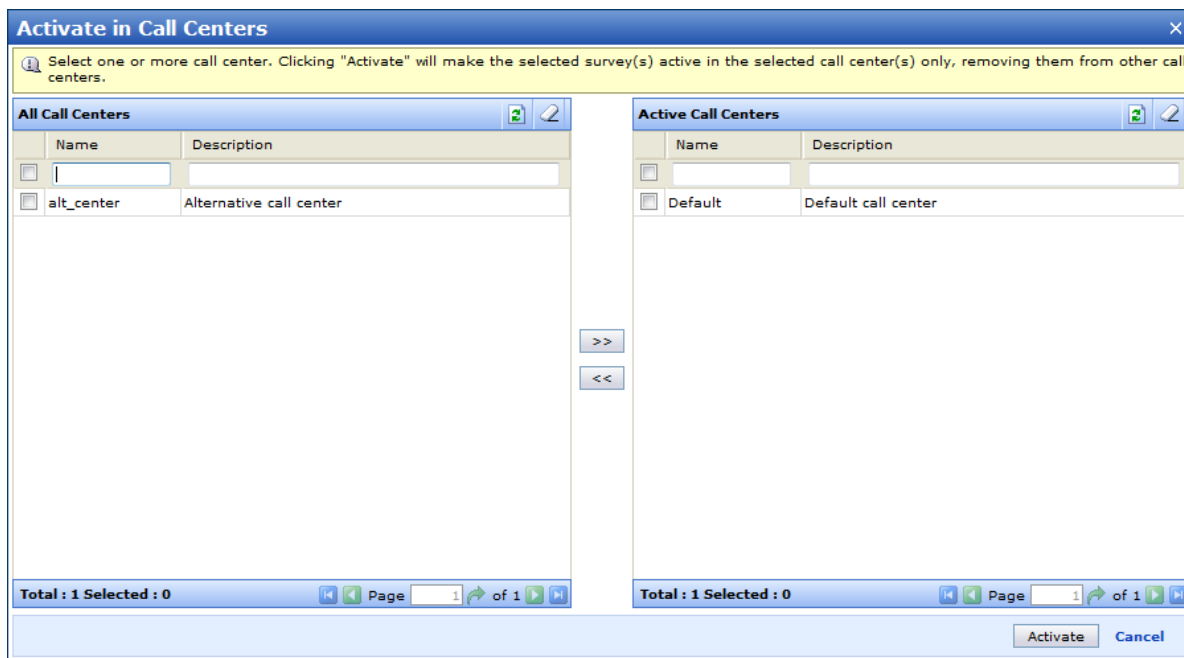 Activate in Call Centers
Select one or more call center. Clicking "Activate" will make the selected survey(s) active in the selected call center(s) only, removing them from other call
centers.
All Call Centers
Name Description
alt_center Alternative call center
Total : 1 Selected : 0 Page 1 of 1
>>
<<
Active Call Centers
Name Description
Default Default call center
Total : 1 Selected : 0 Page 1 of 1
Activate Cancel